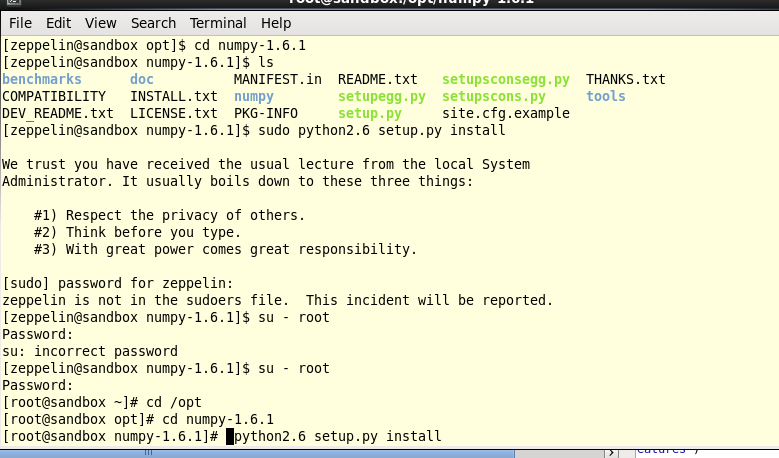 root@sandbox:/opt/numpy-1.6.1
File Edit View Search Terminal Help
[zeppelin@sandbox opt]$ cd numpy-1.6.1
[zeppelin@sandbox numpy-1.6.1]$ ls
benchmarks doc MANIFEST.in README.txt setupsconsegg.py THANKS.txt
COMPATIBILITY INSTALL.txt numpy setupegg.py setupscons.py tools
DEV_README.txt LICENSE.txt PKG-INFO setup.py site.cfg.example
[zeppelin@sandbox numpy-1.6.1]$ sudo python2.6 setup.py install
We trust you have received the usual lecture from the local System
Administrator. It usually boils down to these three things:
#1) Respect the privacy of others.
#2) Think before you type.
#3) With great power comes great responsibility.
[sudo] password for zeppelin:
zeppelin is not in the sudoers file.  This incident will be reported.
[zeppelin@sandbox numpy-1.6.1]$ su - root
Password:
su: incorrect password
[zeppelin@sandbox numpy-1.6.1]$ su - root
Password:
[root@sandbox ~]# cd /opt
[root@sandbox opt]# cd numpy-1.6.1
[root@sandbox numpy-1.6.1]# python2.6 setup.py install